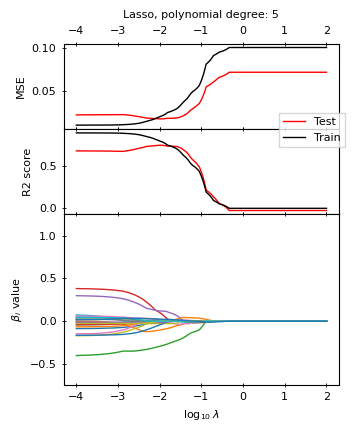 Lasso, polynomial degree: 5
−4 −3 −2 −1 0 1 2
0.10
0.05
MSE
Test
Train
0.5
0.0
R2 score
1.0
0.5
0.0
−0.5
βᵢ value
−4 −3 −2 −1 0 1 2
log₁₀ λ